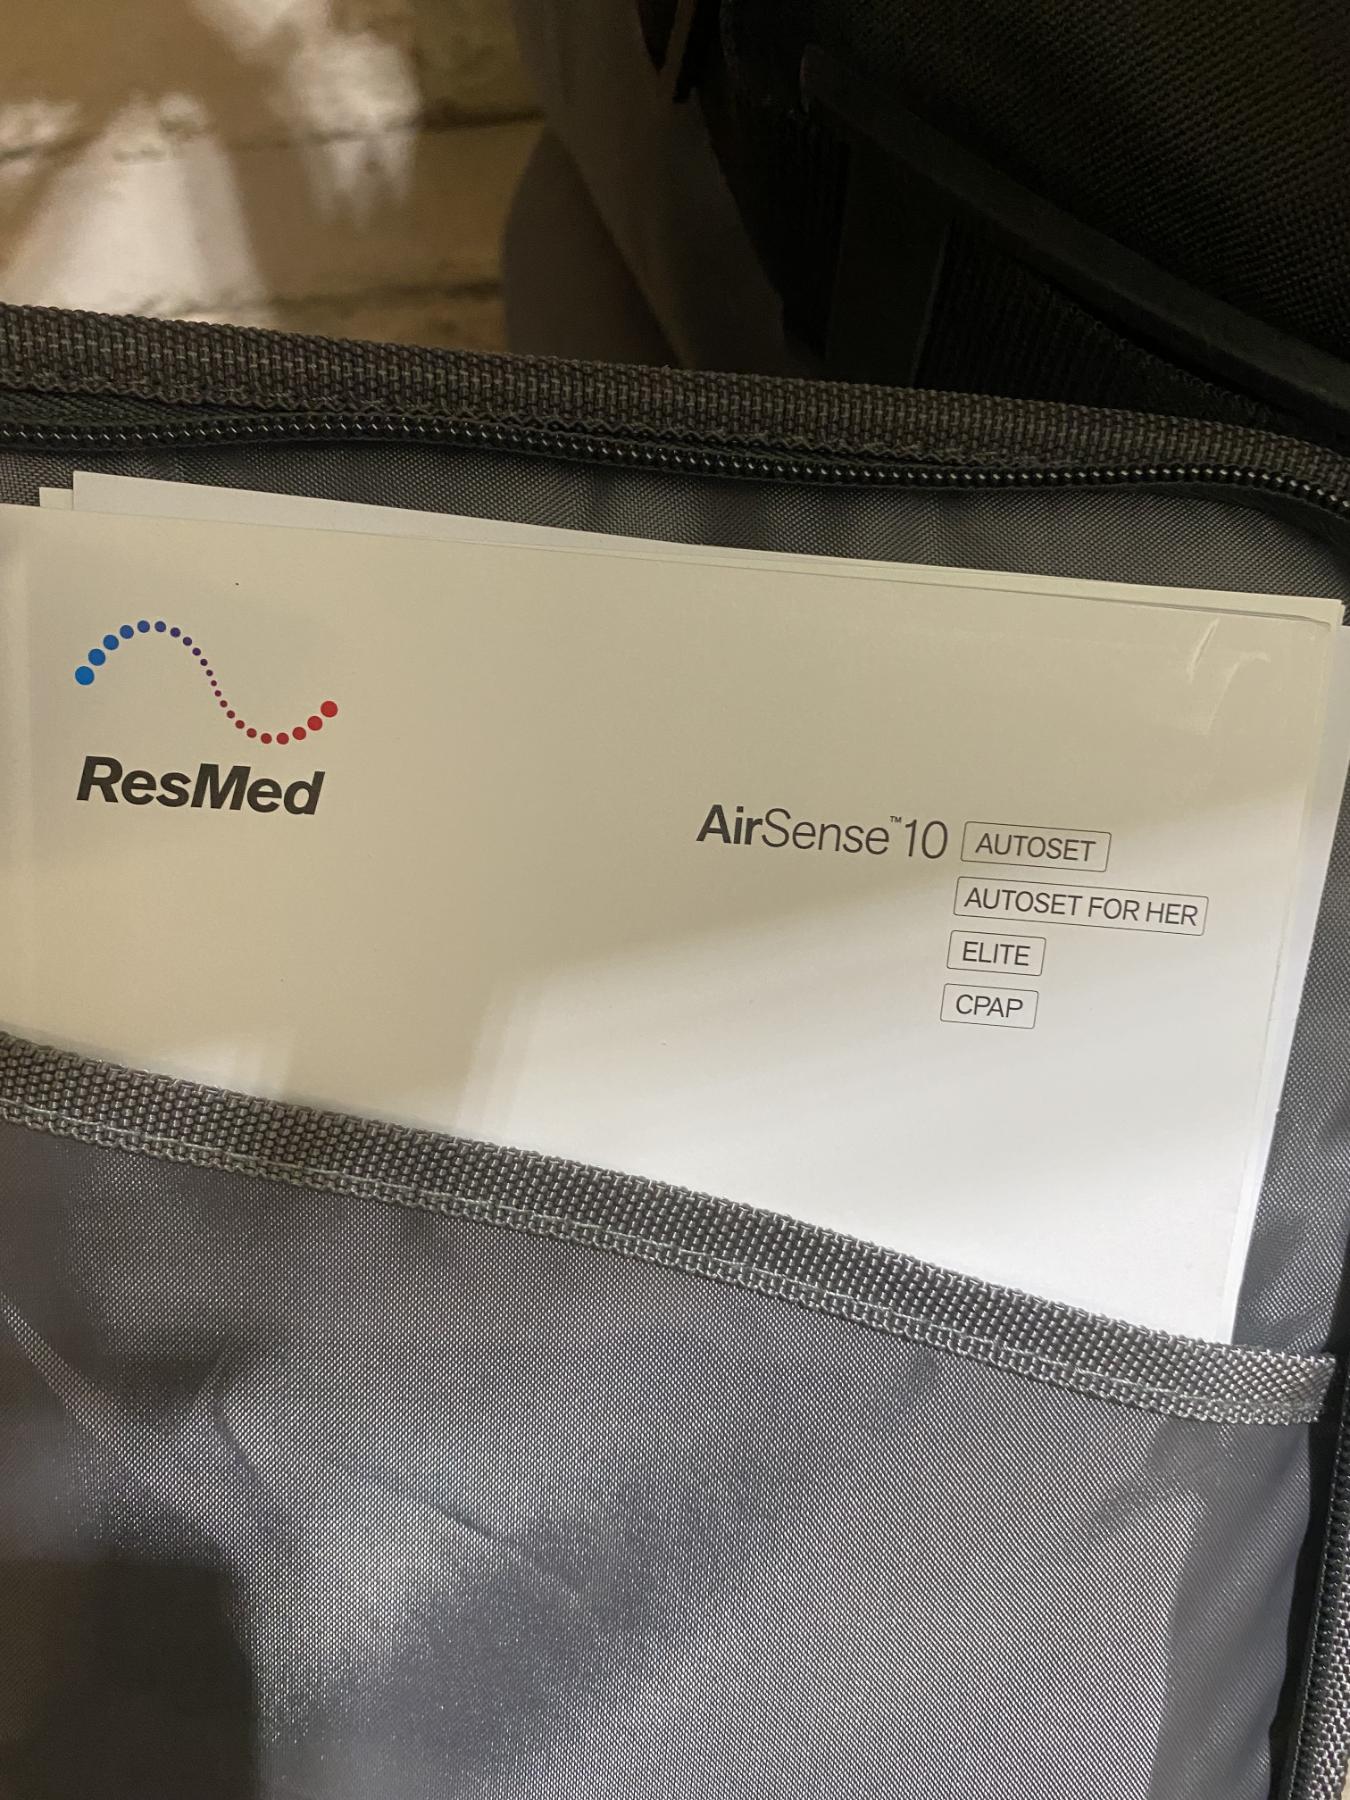 ResMed
AirSense™10 AUTOSET
AUTOSET FOR HER
ELITE
CPAP